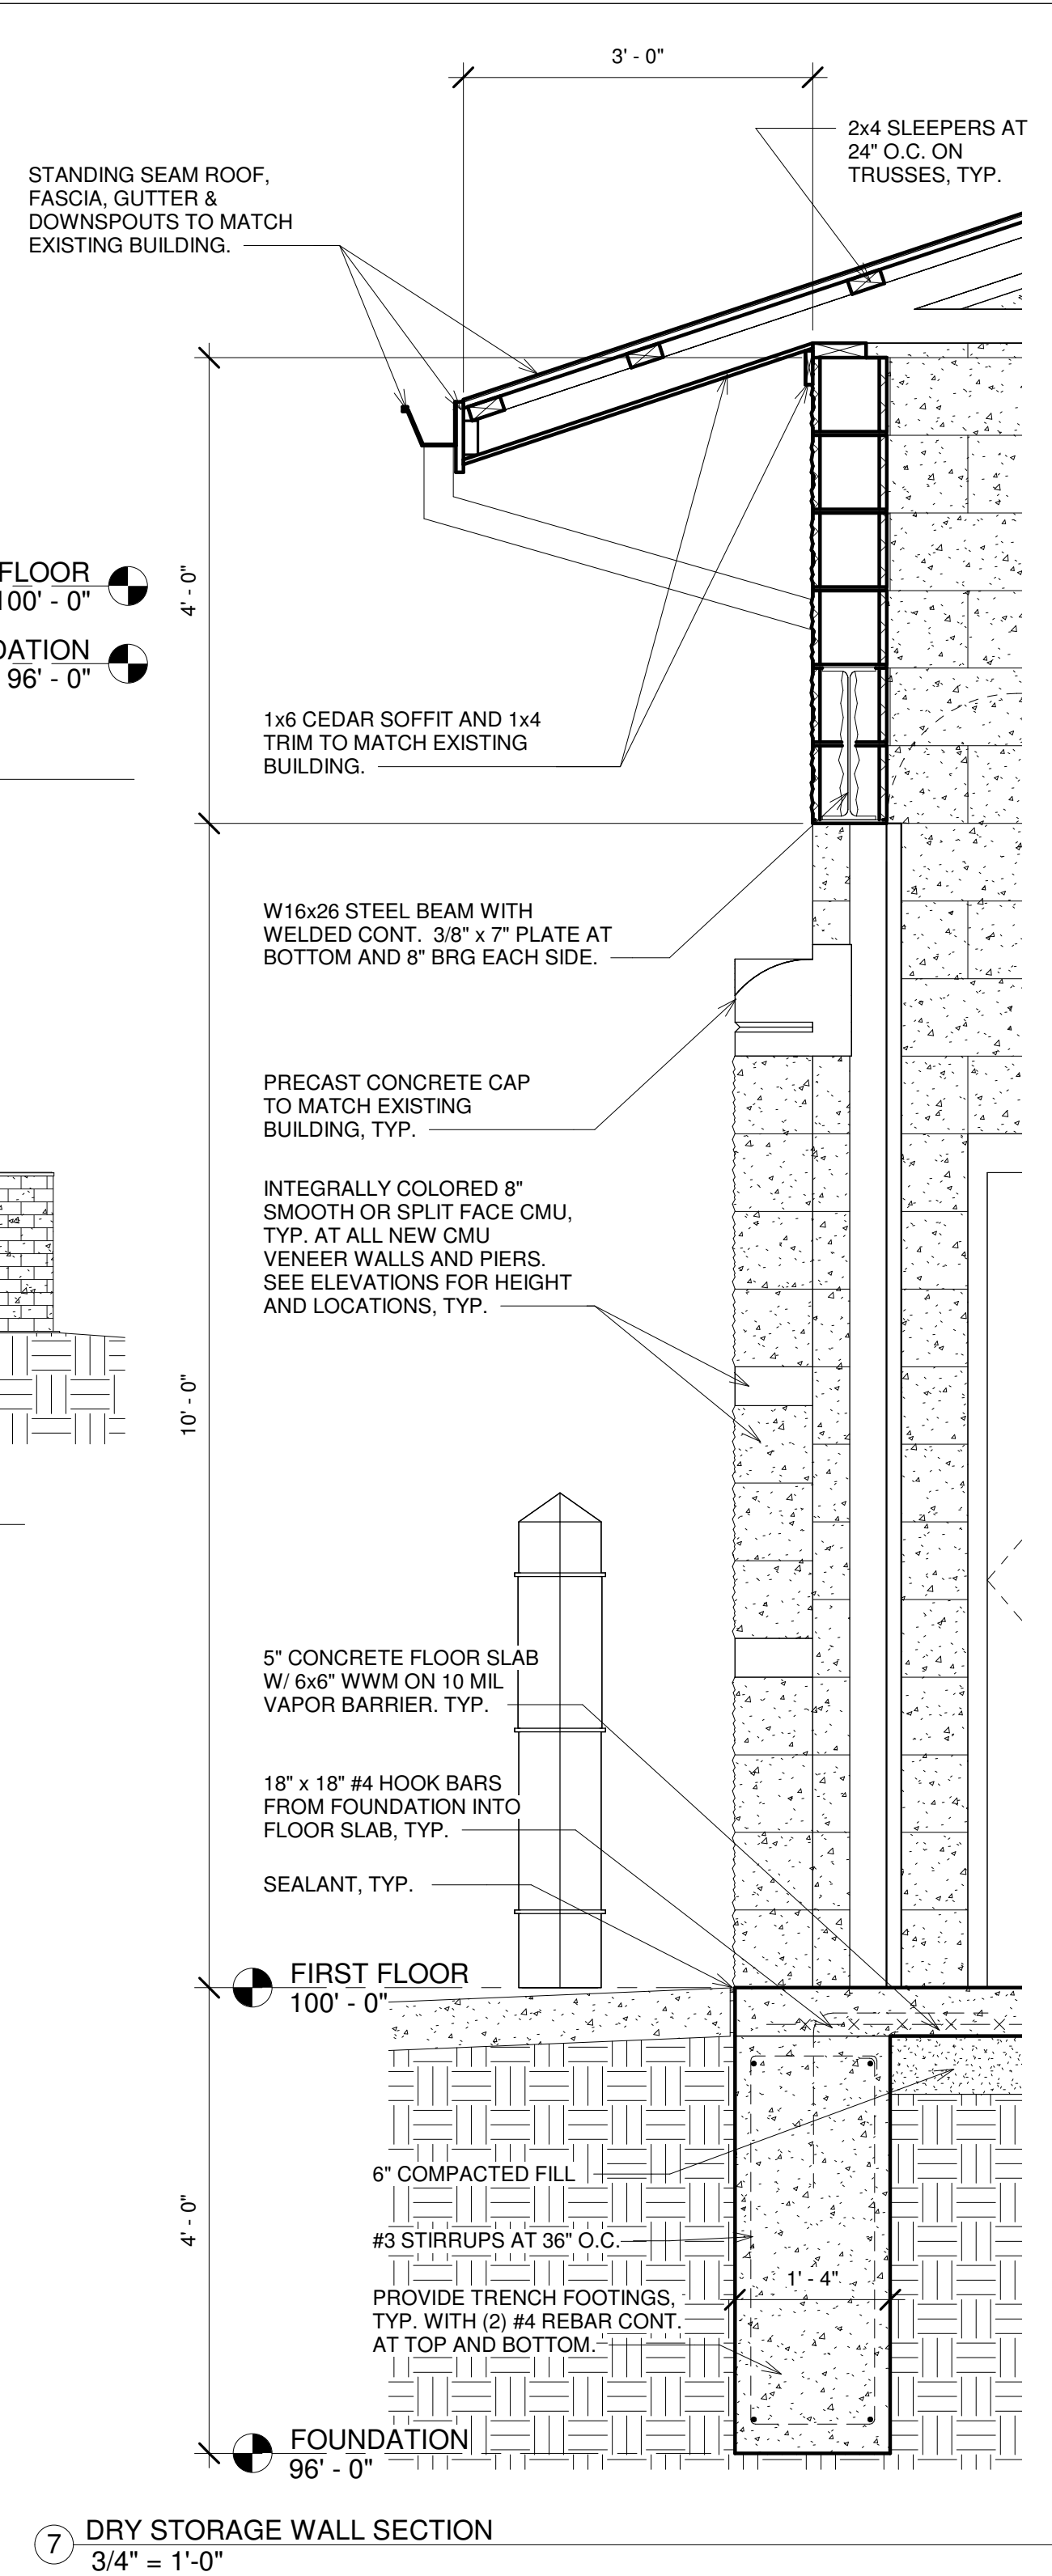 3' - 0"
2x4 SLEEPERS AT
24" O.C. ON
TRUSSES, TYP.
STANDING SEAM ROOF,
FASCIA, GUTTER &
DOWNSPOUTS TO MATCH
EXISTING BUILDING.
FLOOR
100' - 0"
DATION
96' - 0"
4' - 0"
1x6 CEDAR SOFFIT AND 1x4
TRIM TO MATCH EXISTING
BUILDING.
W16x26 STEEL BEAM WITH
WELDED CONT. 3/8" x 7" PLATE AT
BOTTOM AND 8" BRG EACH SIDE.
PRECAST CONCRETE CAP
TO MATCH EXISTING
BUILDING, TYP.
INTEGRALLY COLORED 8"
SMOOTH OR SPLIT FACE CMU,
TYP. AT ALL NEW CMU
VENEER WALLS AND PIERS.
SEE ELEVATIONS FOR HEIGHT
AND LOCATIONS, TYP.
10' - 0"
5" CONCRETE FLOOR SLAB
W/ 6x6" WWM ON 10 MIL
VAPOR BARRIER. TYP.
18" x 18" #4 HOOK BARS
FROM FOUNDATION INTO
FLOOR SLAB, TYP.
SEALANT, TYP.
FIRST FLOOR
100' - 0"
6" COMPACTED FILL
4' - 0"
#3 STIRRUPS AT 36" O.C.
1' - 4"
PROVIDE TRENCH FOOTINGS,
TYP. WITH (2) #4 REBAR CONT.
AT TOP AND BOTTOM.
FOUNDATION
96' - 0"
7
DRY STORAGE WALL SECTION
3/4" = 1'-0"